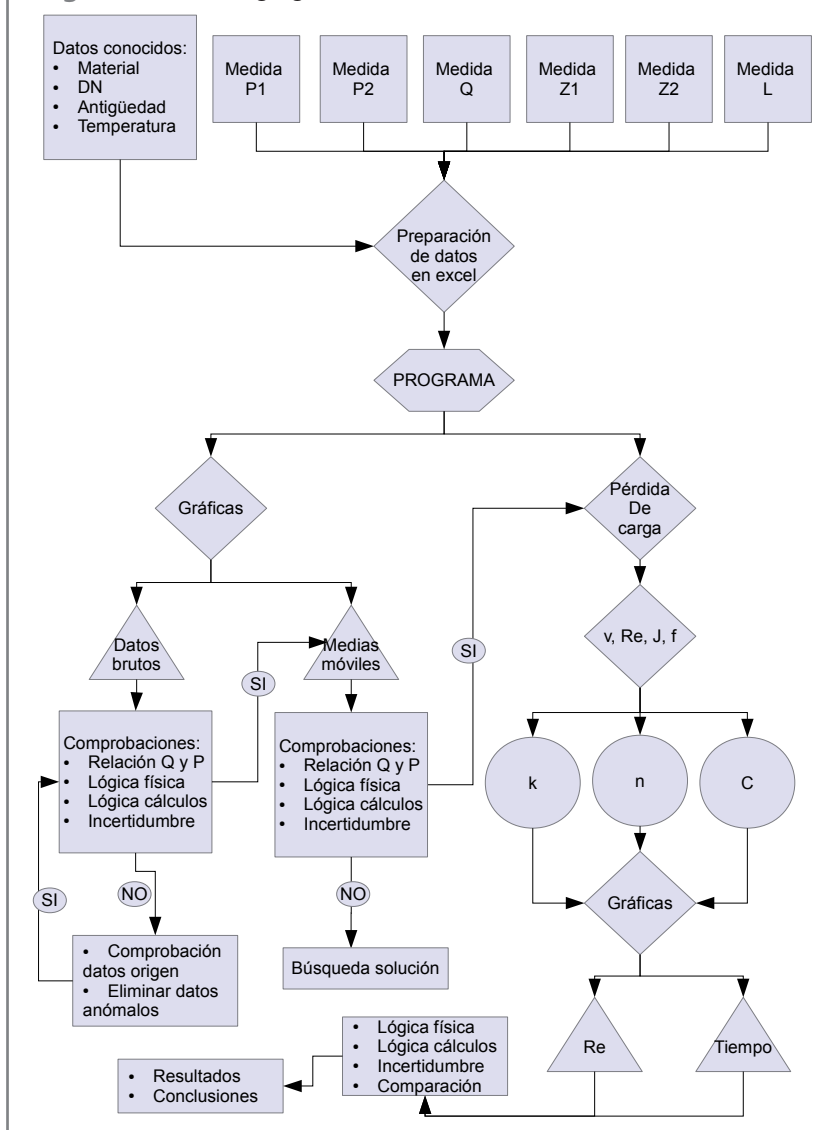 Datos conocidos:
• Material
• DN
• Antigüedad
• Temperatura
Medida
P1
Medida
P2
Medida
Q
Medida
Z1
Medida
Z2
Medida
L
Preparación
de datos
en excel
PROGRAMA
Gráficas
Pérdida
De
carga
Datos
brutos
Medias
móviles
v, Re, J, f
SI
SI
Comprobaciones:
• Relación Q y P
• Lógica física
• Lógica cálculos
• Incertidumbre
Comprobaciones:
• Relación Q y P
• Lógica física
• Lógica cálculos
• Incertidumbre
k
n
C
SI
NO
NO
Gráficas
• Comprobación
datos origen
• Eliminar datos
anómalos
Búsqueda solución
Re
Tiempo
• Lógica física
• Lógica cálculos
• Incertidumbre
• Comparación
• Resultados
• Conclusiones